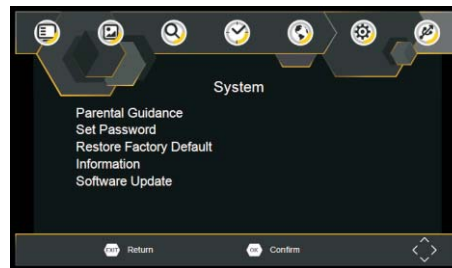 System
Parental Guidance
Set Password
Restore Factory Default
Information
Software Update
EXIT Return OK Confirm